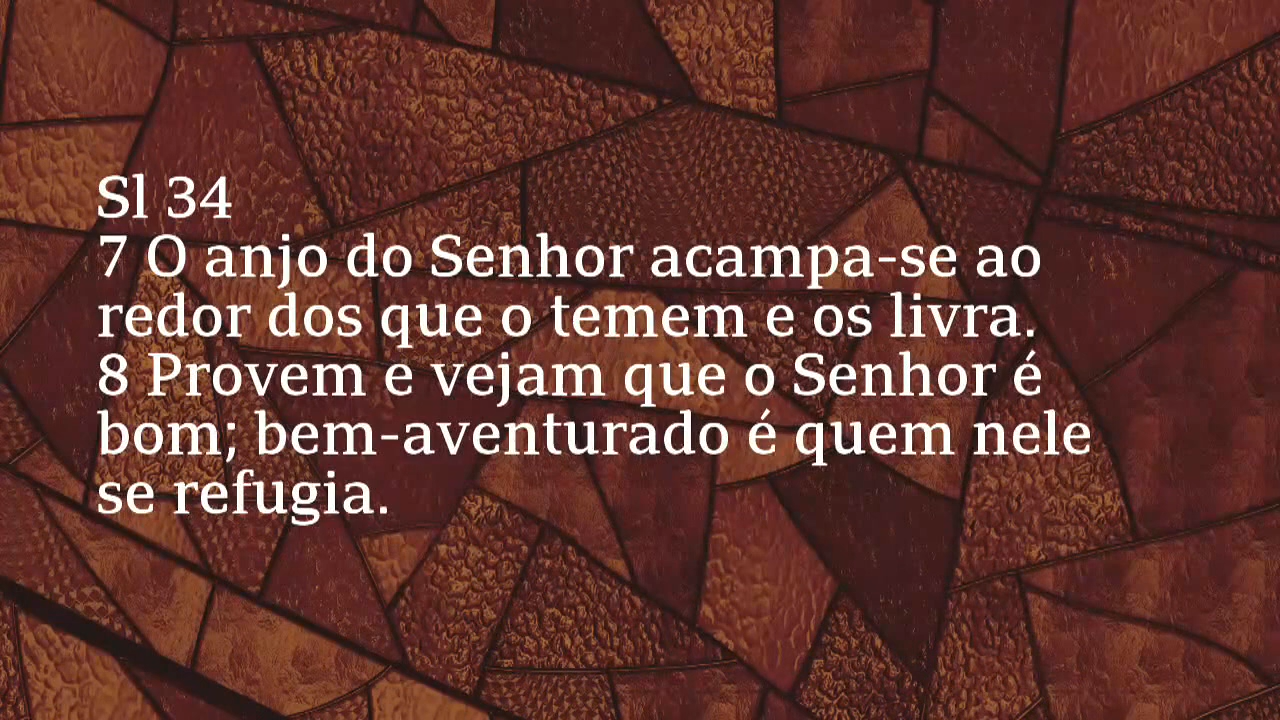 Sl 34
7 O anjo do Senhor acampa-se ao
redor dos que o temem e os livra.
8 Provem e vejam que o Senhor é
bom; bem-aventurado é quem nele
se refugia.